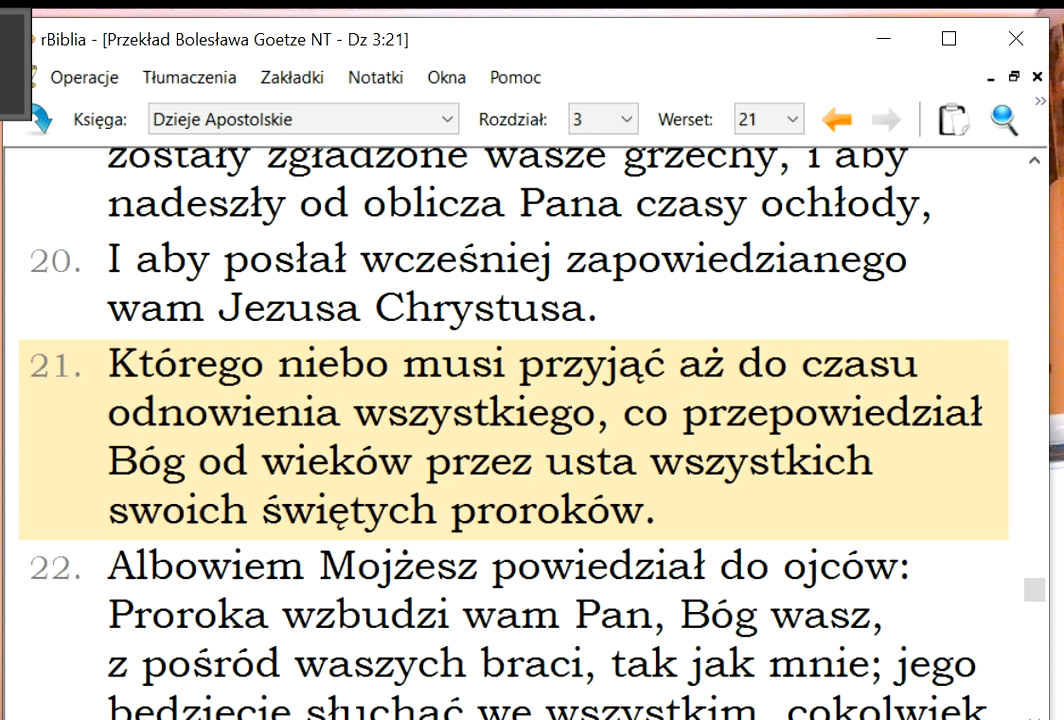 rBiblia - [Przekład Bolesława Goetze NT - Dz 3:21]
Operacje Tłumaczenia Zakładki Notatki Okna Pomoc
Księga: Dzieje Apostolskie Rozdział: 3 Werset: 21
zostały zgładzone wasze grzechy, i aby
nadeszły od oblicza Pana czasy ochłody,
20. I aby posłał wcześniej zapowiedzianego
wam Jezusa Chrystusa.
21. Którego niebo musi przyjąć aż do czasu
odnowienia wszystkiego, co przepowiedział
Bóg od wieków przez usta wszystkich
swoich świętych proroków.
22. Albowiem Mojżesz powiedział do ojców:
Proroka wzbudzi wam Pan, Bóg wasz,
z pośród waszych braci, tak jak mnie; jego
będziecie słuchać we wszystkim, cokolwiek